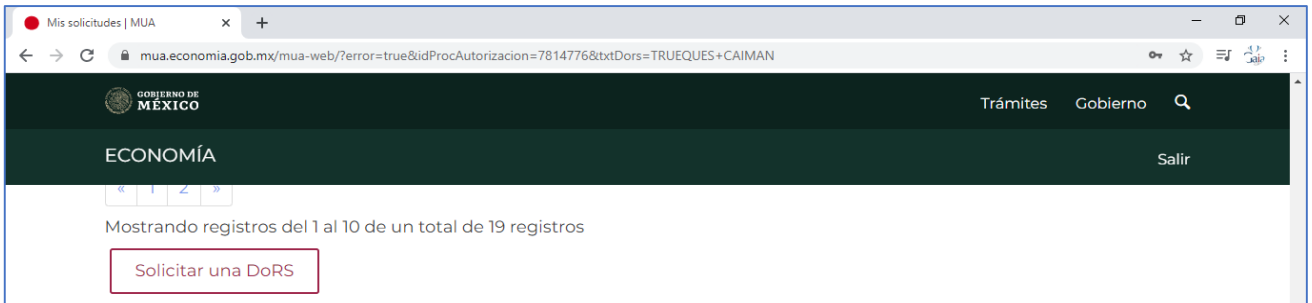 Mis solicitudes | MUA
mua.economia.gob.mx/mua-web/?error=true&idProcAutorizacion=7814776&txtDors=TRUEQUES+CAIMAN
GOBIERNO DE
MÉXICO
Trámites Gobierno
ECONOMÍA
Salir
« 1 2 »
Mostrando registros del 1 al 10 de un total de 19 registros
Solicitar una DoRS